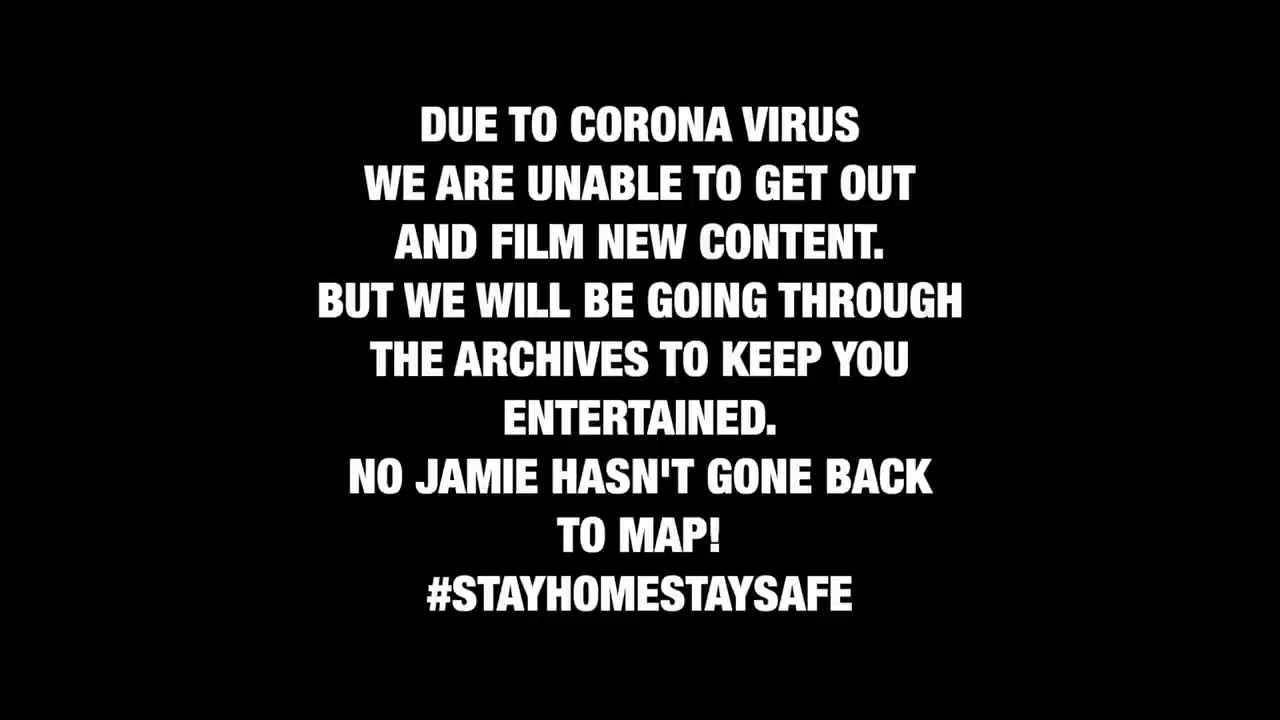 DUE TO CORONA VIRUS
WE ARE UNABLE TO GET OUT
AND FILM NEW CONTENT.
BUT WE WILL BE GOING THROUGH
THE ARCHIVES TO KEEP YOU
ENTERTAINED.
NO JAMIE HASN'T GONE BACK
TO MAP!
#STAYHOMESTAYSAFE